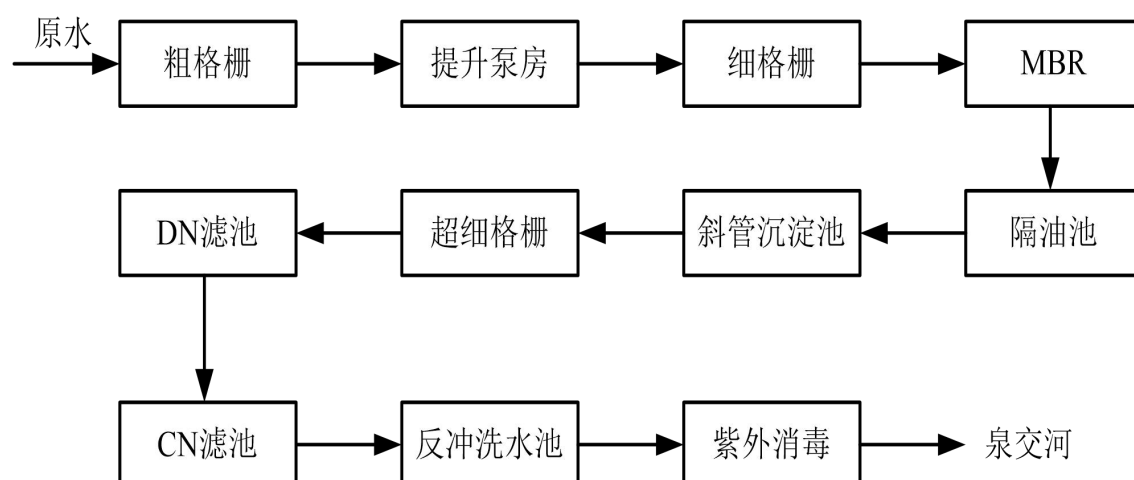 原水
粗格栅
提升泵房
细格栅
MBR
隔油池
斜管沉淀池
超细格栅
DN滤池
CN滤池
反冲洗水池
紫外消毒
泉交河